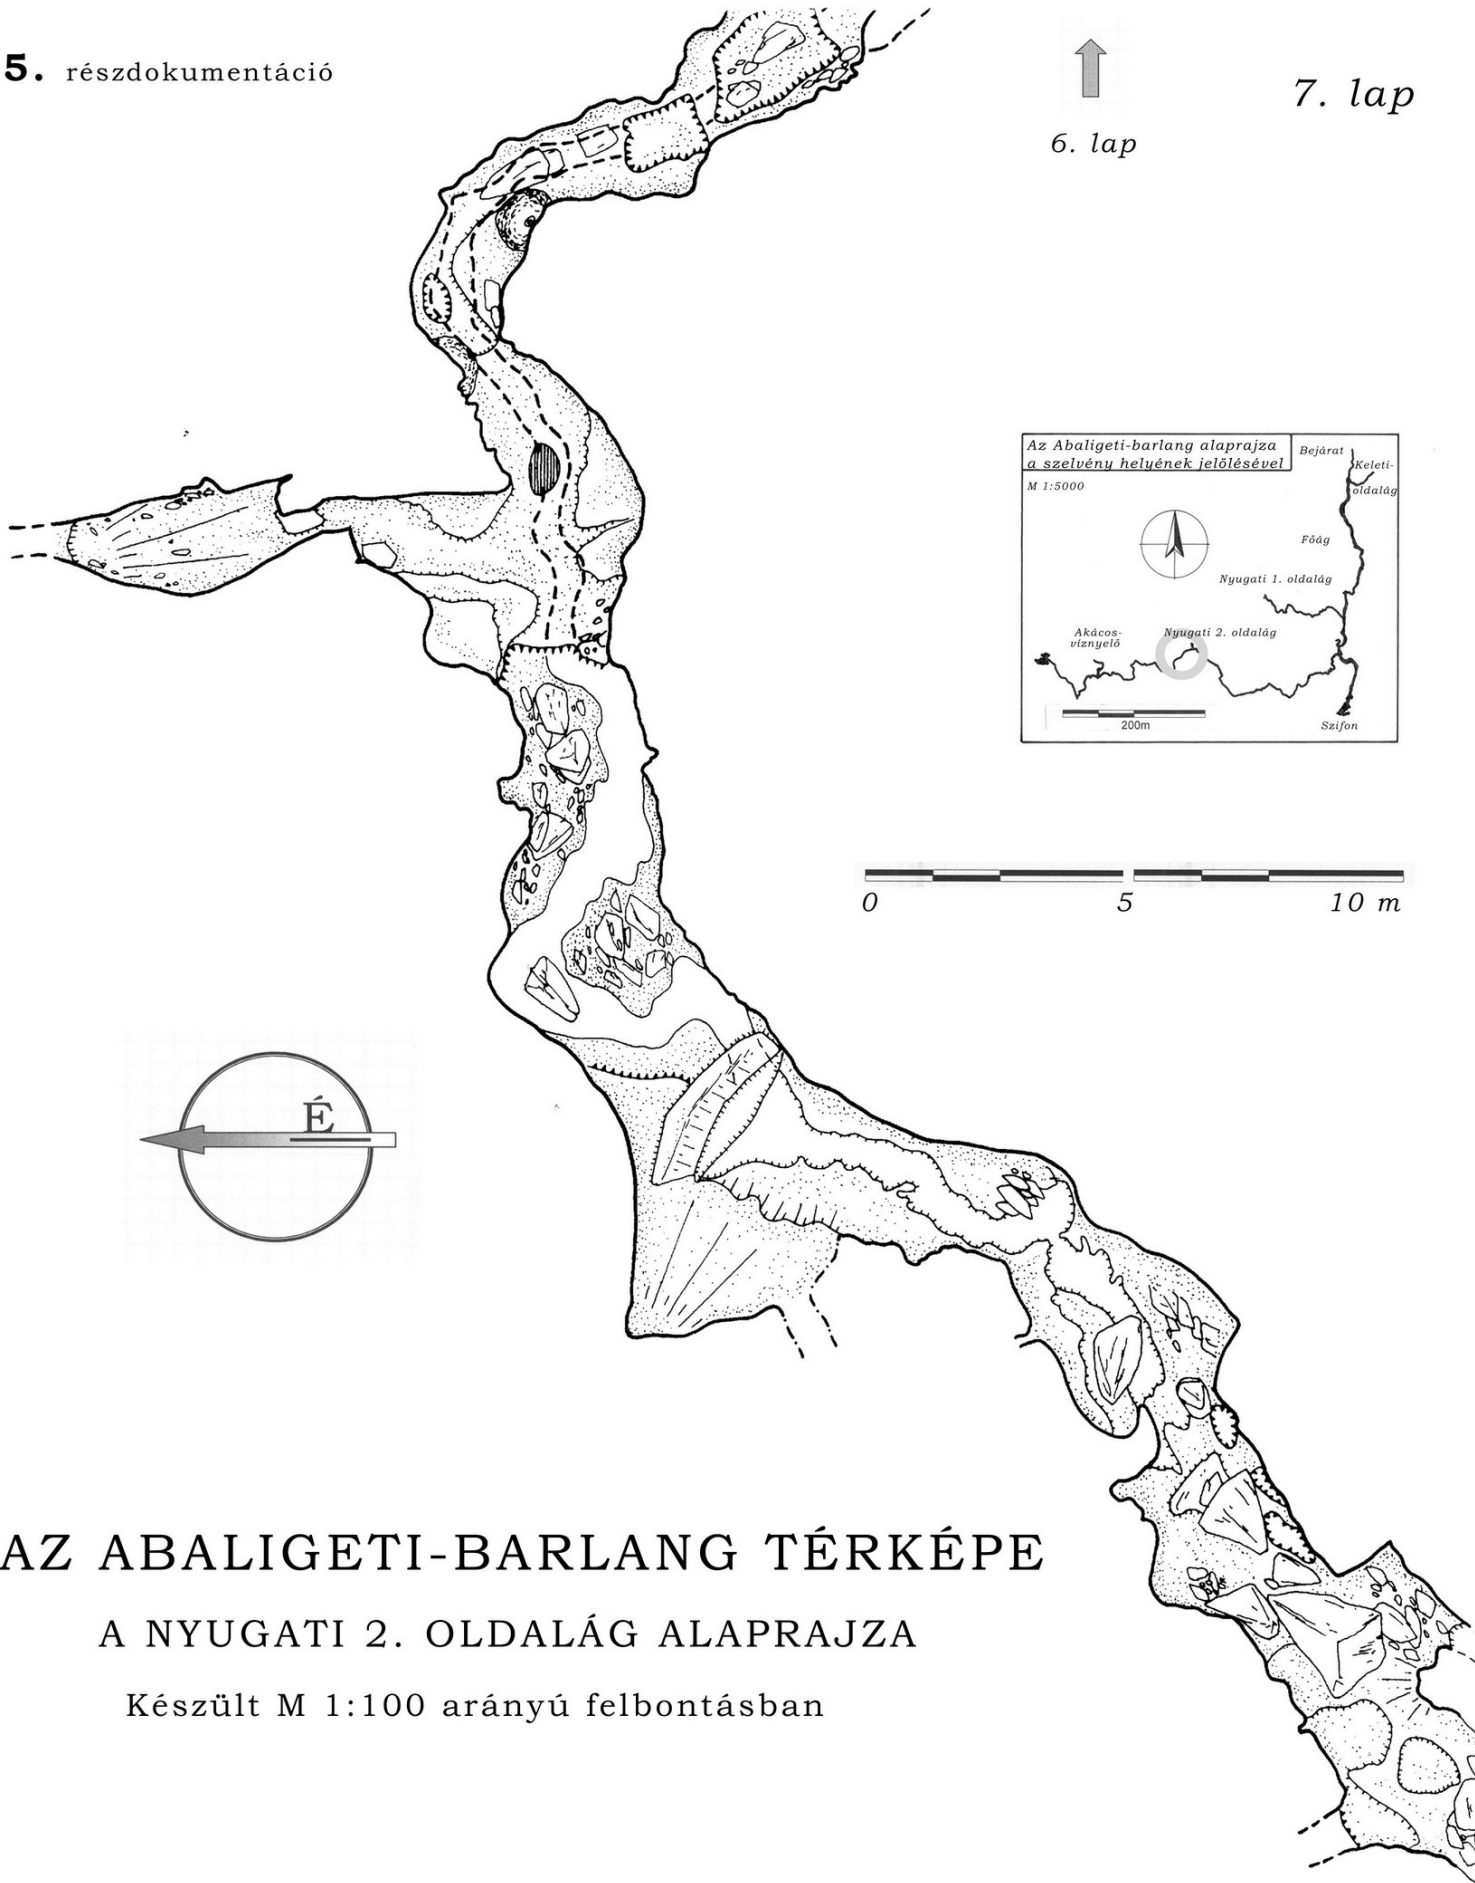 5. részdokumentáció
6. lap
7. lap
Az Abaligeti-barlang alaprajza
a szelvény helyének jelölésével
M 1:5000
Bejárat
Keleti-
oldalág
Főág
Nyugati 1. oldalág
Akácos-
víznyelő
Nyugati 2. oldalág
200m
Szifon
0 5 10 m
É
AZ ABALIGETI-BARLANG TÉRKÉPE
A NYUGATI 2. OLDALÁG ALAPRAJZA
Készült M 1:100 arányú felbontásban